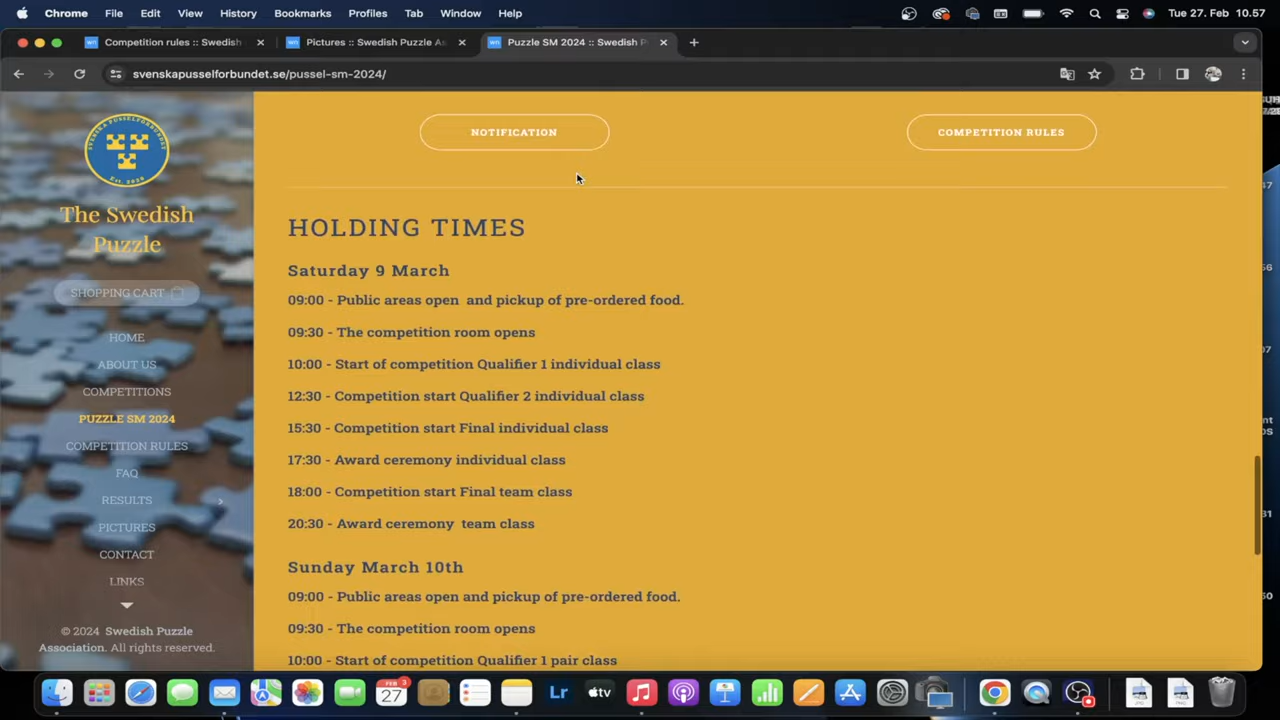 Chrome File Edit View History Bookmarks Profiles Tab Window Help Tue 27. Feb 10.57
Competition rules :: Swedish
Pictures :: Swedish Puzzle As
Puzzle SM 2024 :: Swedish P
svenskapusselforbundet.se/pussel-sm-2024/
SVENSKA PUSSELFÖRBUNDET
The Swedish
Puzzle
SHOPPING CART
HOME
ABOUT US
COMPETITIONS
PUZZLE SM 2024
COMPETITION RULES
FAQ
RESULTS
PICTURES
CONTACT
LINKS
© 2024 Swedish Puzzle
Association. All rights reserved.
NOTIFICATION
COMPETITION RULES
HOLDING TIMES
Saturday 9 March
09:00 - Public areas open and pickup of pre-ordered food.
09:30 - The competition room opens
10:00 - Start of competition Qualifier 1 individual class
12:30 - Competition start Qualifier 2 individual class
15:30 - Competition start Final individual class
17:30 - Award ceremony individual class
18:00 - Competition start Final team class
20:30 - Award ceremony team class
Sunday March 10th
09:00 - Public areas open and pickup of pre-ordered food.
09:30 - The competition room opens
10:00 - Start of competition Qualifier 1 pair class
FEB 3
27
Lr
tv